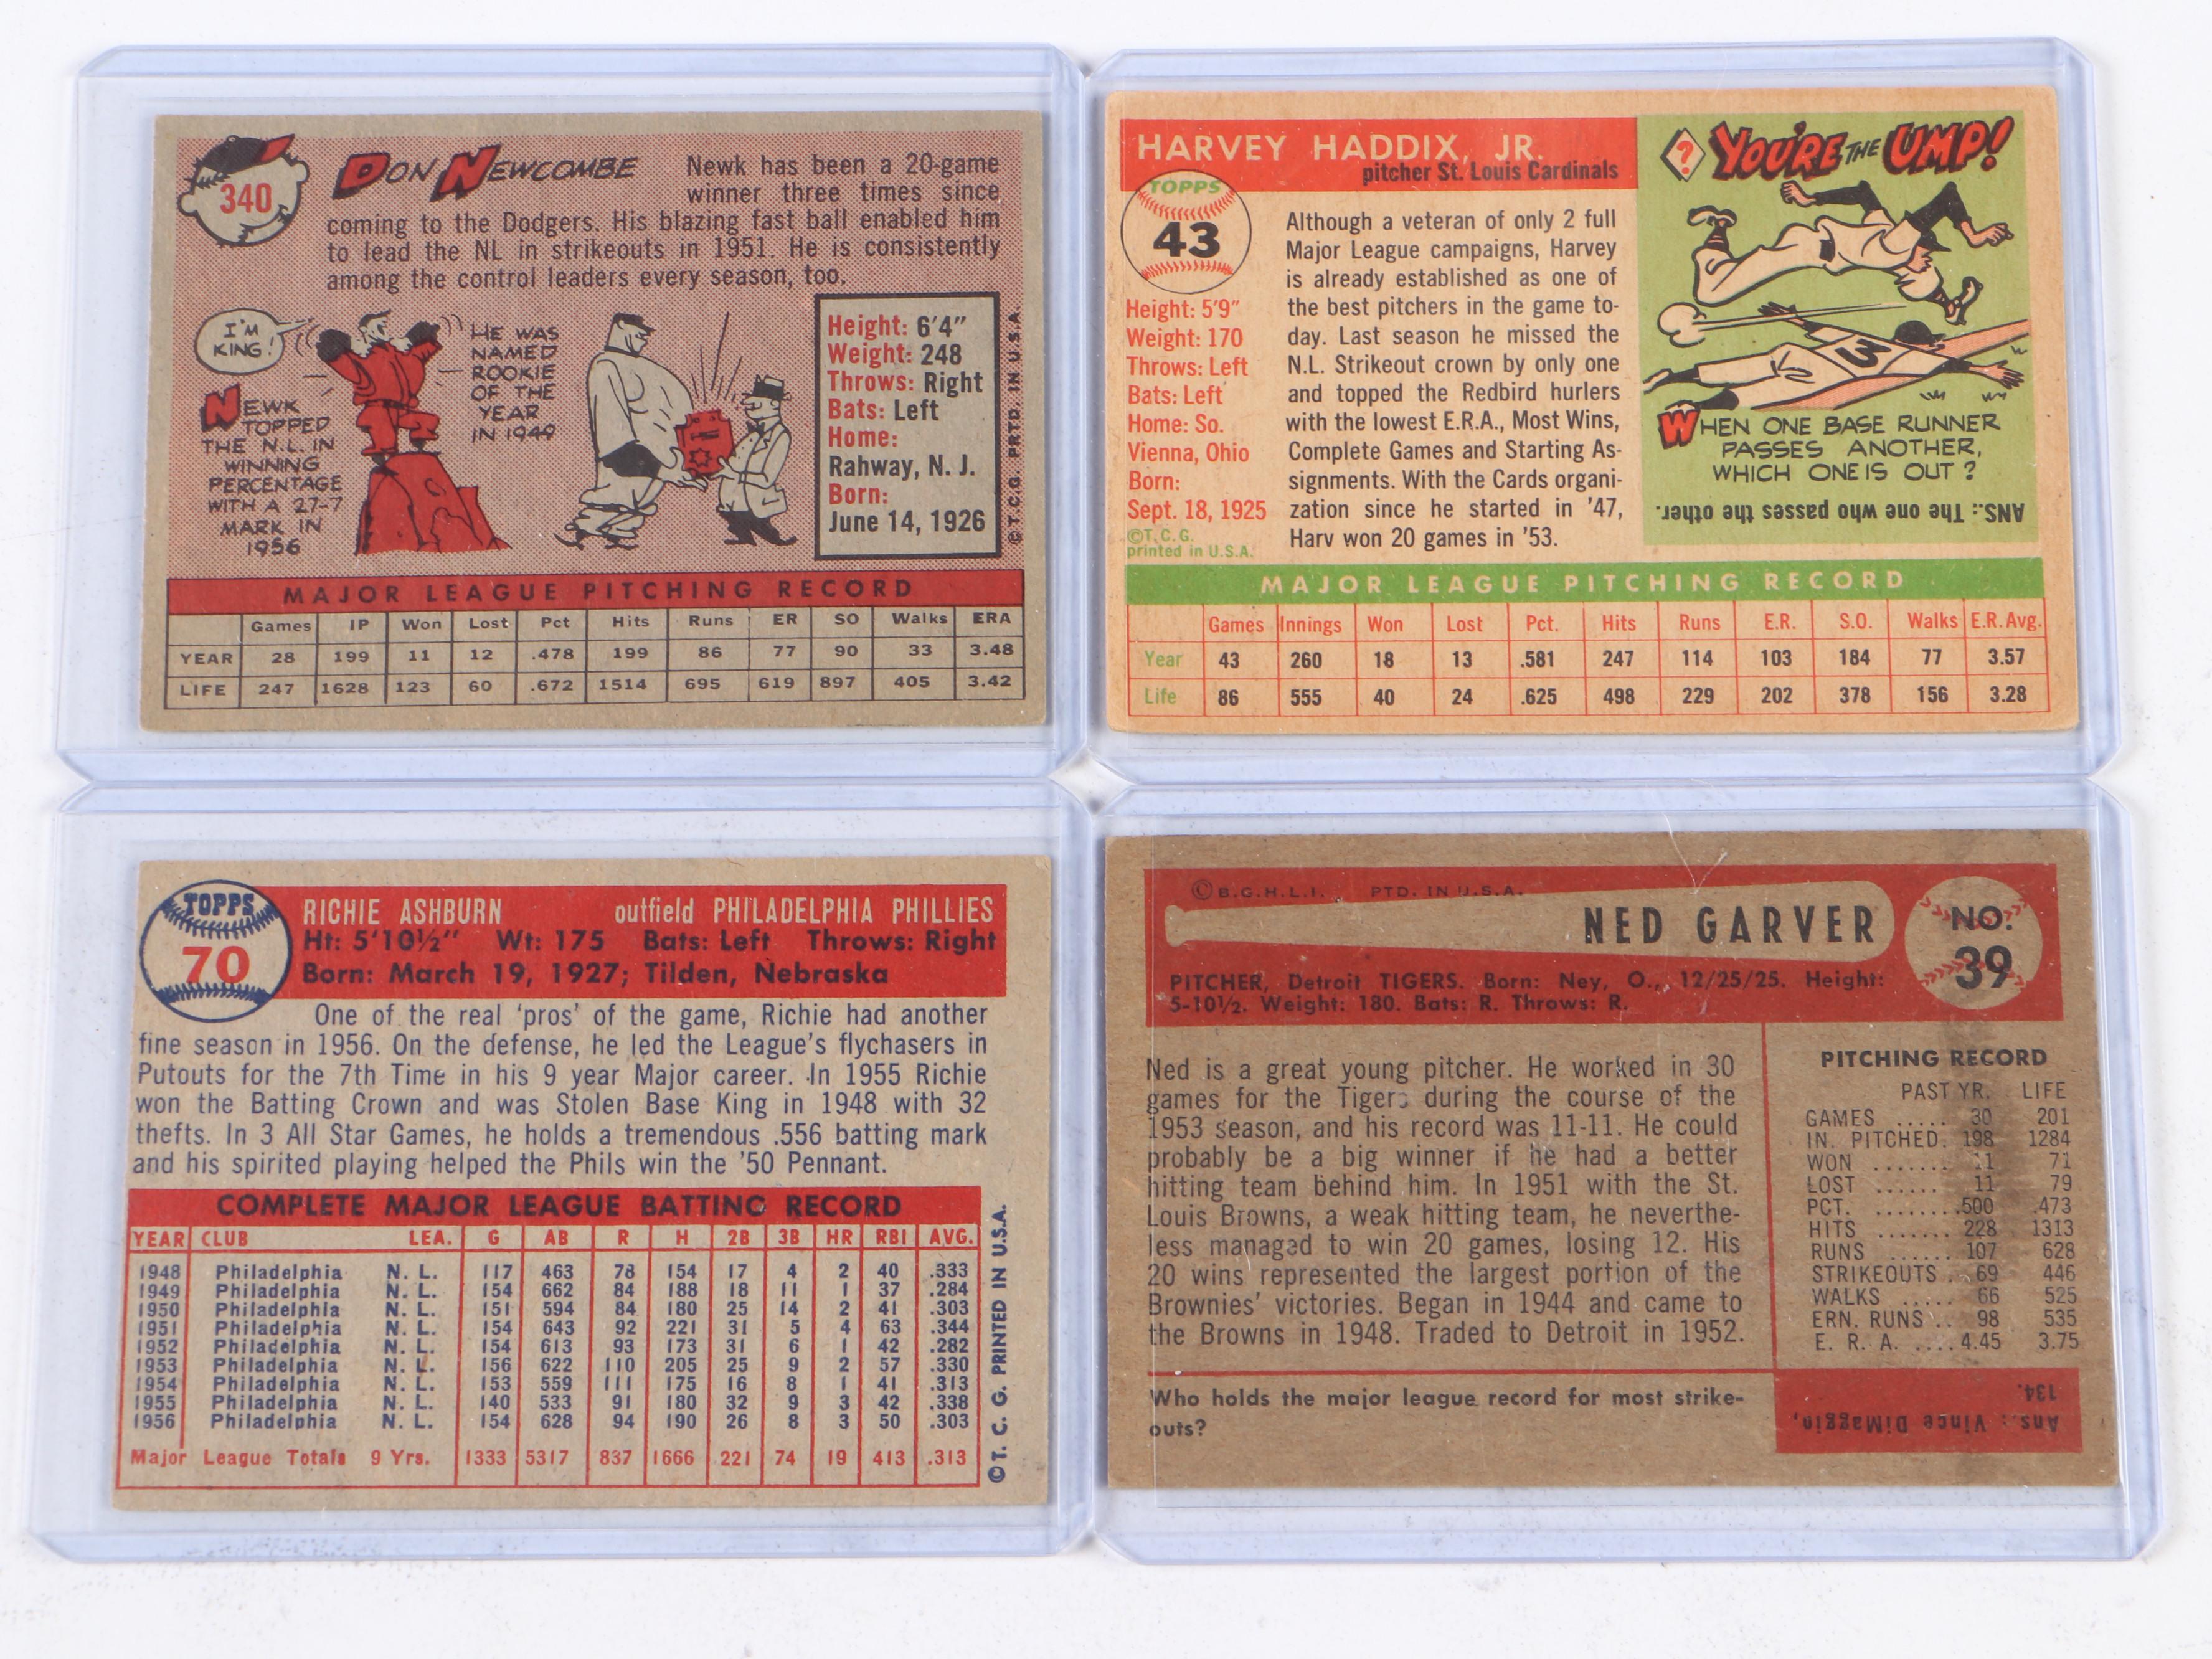 340
DON NEWCOMBE
Newk has been a 20-game
winner three times since
coming to the Dodgers. His blazing fast ball enabled him
to lead the NL in strikeouts in 1951. He is consistently
among the control leaders every season, too.
I'M
KING!
NEWK
TOPPED
THE N.L. IN
WINNING
PERCENTAGE
WITH A 27-7
MARK IN
1956
HE WAS
NAMED
ROOKIE
OF THE
YEAR
IN 1949
Height: 6'4"
Weight: 248
Throws: Right
Bats: Left
Home:
Rahway, N. J.
Born:
June 14, 1926
©T.C.G. PRTD. IN U.S.A.
MAJOR LEAGUE PITCHING RECORD
Games IP Won Lost Pct Hits Runs ER SO Walks ERA
YEAR 28 199 11 12 .478 199 86 77 90 33 3.48
LIFE 247 1628 123 60 .672 1514 695 619 897 405 3.42
HARVEY HADDIX, JR.
pitcher St. Louis Cardinals
TOPPS
43
Height: 5'9"
Weight: 170
Throws: Left
Bats: Left
Home: So.
Vienna, Ohio
Born:
Sept. 18, 1925
©T.C.G.
printed in U.S.A.
Although a veteran of only 2 full
Major League campaigns, Harvey
is already established as one of
the best pitchers in the game to-
day. Last season he missed the
N.L. Strikeout crown by only one
and topped the Redbird hurlers
with the lowest E.R.A., Most Wins,
Complete Games and Starting As-
signments. With the Cards organi-
zation since he started in '47,
Harv won 20 games in '53.
? YOU'RE THE UMP!
3
WHEN ONE BASE RUNNER
PASSES ANOTHER,
WHICH ONE IS OUT?
ANS.: The one who passes the other.
MAJOR LEAGUE PITCHING RECORD
Games Innings Won Lost Pct. Hits Runs E.R. S.O. Walks E.R. Avg.
Year 43 260 18 13 .581 247 114 103 184 77 3.57
Life 86 555 40 24 .625 498 229 202 378 156 3.28
TOPPS
70
RICHIE ASHBURN outfield PHILADELPHIA PHILLIES
Ht: 5'10½" Wt: 175 Bats: Left Throws: Right
Born: March 19, 1927; Tilden, Nebraska
One of the real 'pros' of the game, Richie had another
fine season in 1956. On the defense, he led the League's flychasers in
Putouts for the 7th Time in his 9 year Major career. In 1955 Richie
won the Batting Crown and was Stolen Base King in 1948 with 32
thefts. In 3 All Star Games, he holds a tremendous .556 batting mark
and his spirited playing helped the Phils win the '50 Pennant.
COMPLETE MAJOR LEAGUE BATTING RECORD
YEAR CLUB LEA. G AB R H 2B 3B HR RBI AVG.
1948 Philadelphia N. L. 117 463 78 154 17 4 2 40 .333
1949 Philadelphia N. L. 154 662 84 188 18 11 1 37 .284
1950 Philadelphia N. L. 151 594 84 180 25 14 2 41 .303
1951 Philadelphia N. L. 154 643 92 221 31 5 4 63 .344
1952 Philadelphia N. L. 154 613 93 173 31 6 1 42 .282
1953 Philadelphia N. L. 156 622 110 205 25 9 2 57 .330
1954 Philadelphia N. L. 153 559 111 175 16 8 1 41 .313
1955 Philadelphia N. L. 140 533 91 180 32 9 3 42 .338
1956 Philadelphia N. L. 154 628 94 190 26 8 3 50 .303
Major League Totals 9 Yrs. 1333 5317 837 1666 221 74 19 413 .313
©T. C. G. PRINTED IN U.S.A.
©B.G.H.L.I. PTD. IN U.S.A.
NED GARVER
NO.
39
PITCHER, Detroit TIGERS. Born: Ney, O., 12/25/25. Height:
5-10½. Weight: 180. Bats: R. Throws: R.
Ned is a great young pitcher. He worked in 30
games for the Tigers during the course of the
1953 season, and his record was 11-11. He could
probably be a big winner if he had a better
hitting team behind him. In 1951 with the St.
Louis Browns, a weak hitting team, he neverthe-
less managed to win 20 games, losing 12. His
20 wins represented the largest portion of the
Brownies' victories. Began in 1944 and came to
the Browns in 1948. Traded to Detroit in 1952.
PITCHING RECORD
PAST YR. LIFE
GAMES ..... 30 201
IN. PITCHED. 198 1284
WON ....... 11 71
LOST ...... 11 79
PCT. ........500 .473
HITS ....... 228 1313
RUNS ...... 107 628
STRIKEOUTS . 69 446
WALKS ..... 66 525
ERN. RUNS .. 98 535
E. R. A. ....4.45 3.75
Who holds the major league record for most strike-
outs?
Ans.: Vince DiMaggio,
134.